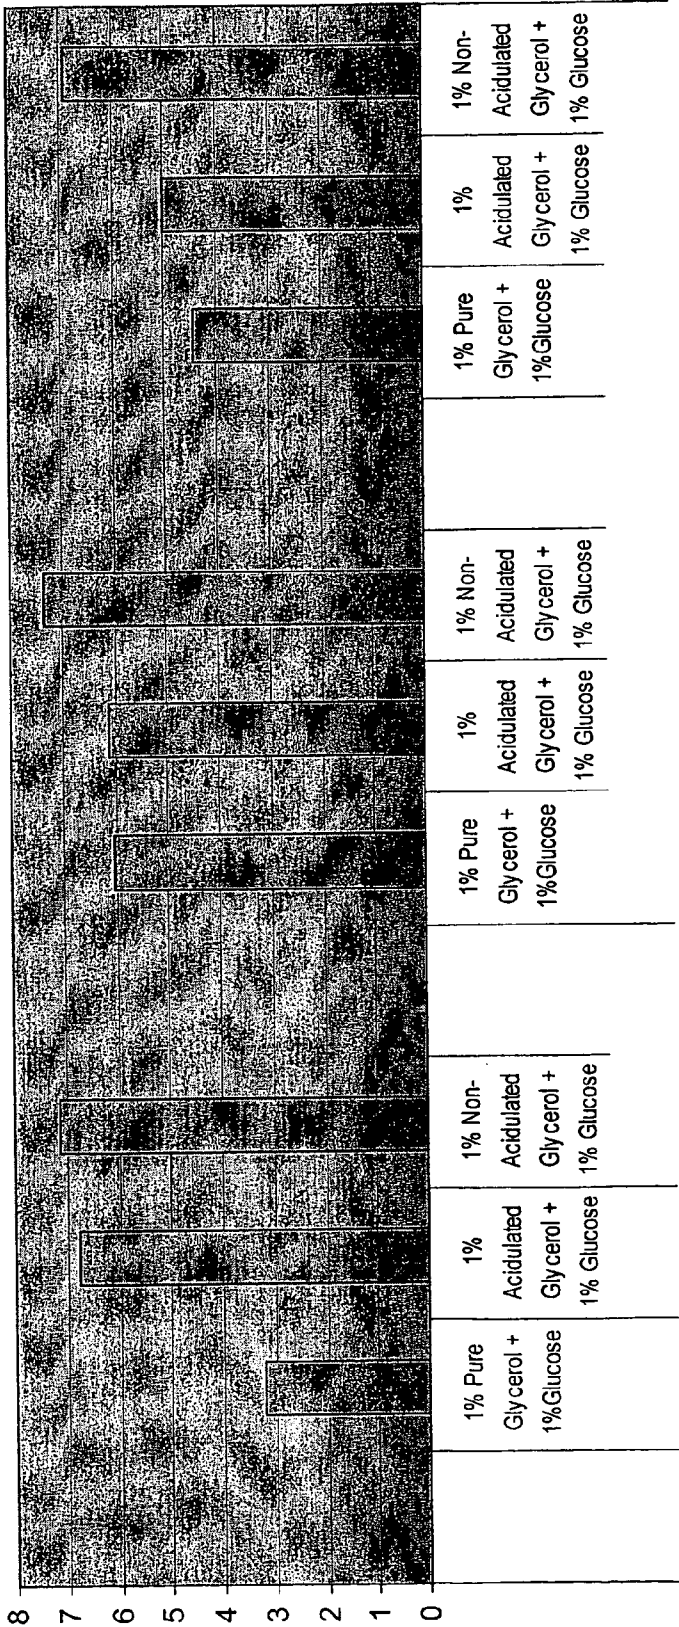 8
7
6
5
4
3
2
1
0
1% Pure
Glycerol +
1%Glucose
1%
Acidulated
Glycerol +
1% Glucose
1% Non-
Acidulated
Glycerol +
1% Glucose
1% Pure
Glycerol +
1%Glucose
1%
Acidulated
Glycerol +
1% Glucose
1% Non-
Acidulated
Glycerol +
1% Glucose
1% Pure
Glycerol +
1%Glucose
1%
Acidulated
Glycerol +
1% Glucose
1% Non-
Acidulated
Glycerol +
1% Glucose